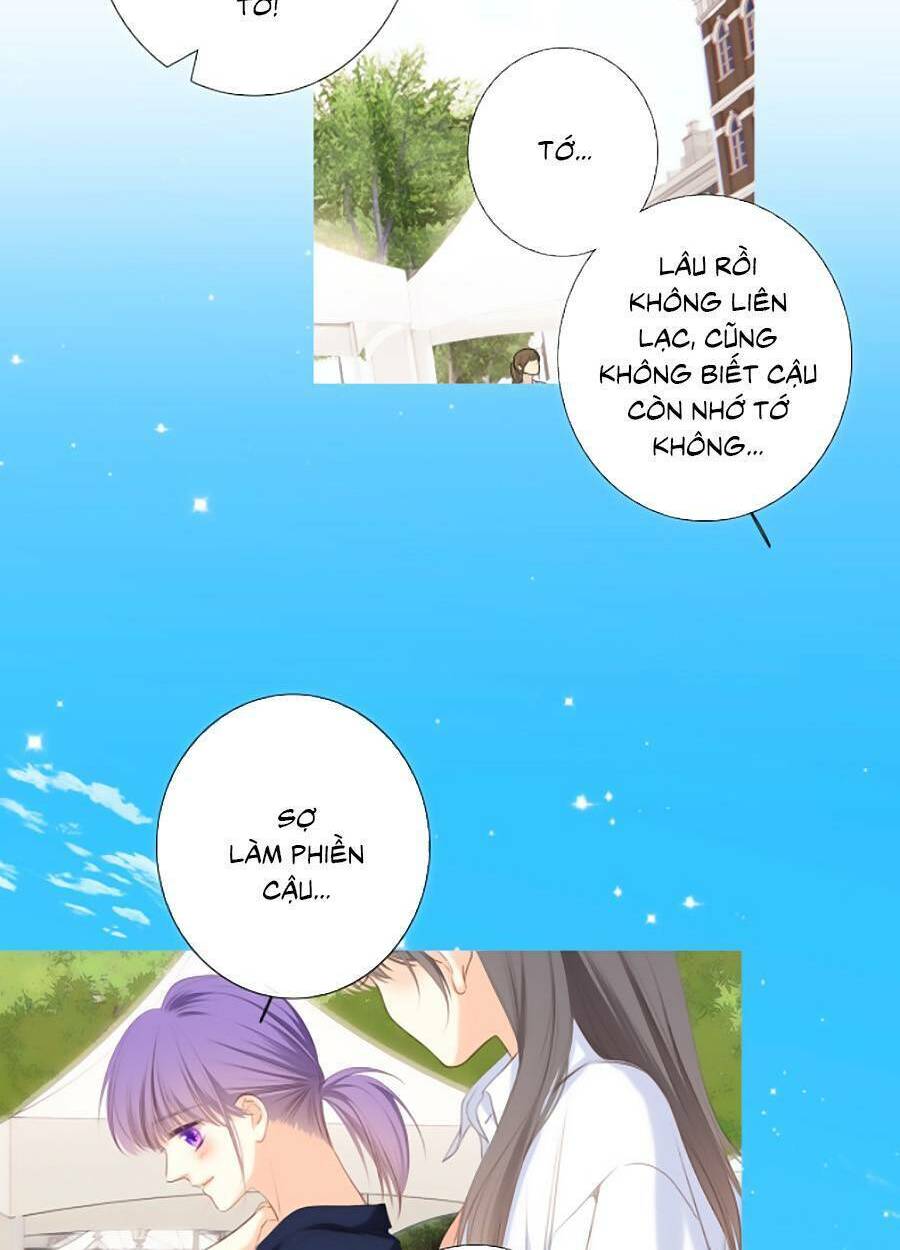 TỚ!
TỚ...
LÂU RỒI
KHÔNG LIÊN
LẠC, CŨNG
KHÔNG BIẾT CẬU
CÒN NHỚ TỚ
KHÔNG...
SỢ
LÀM PHIỀN
CẬU...